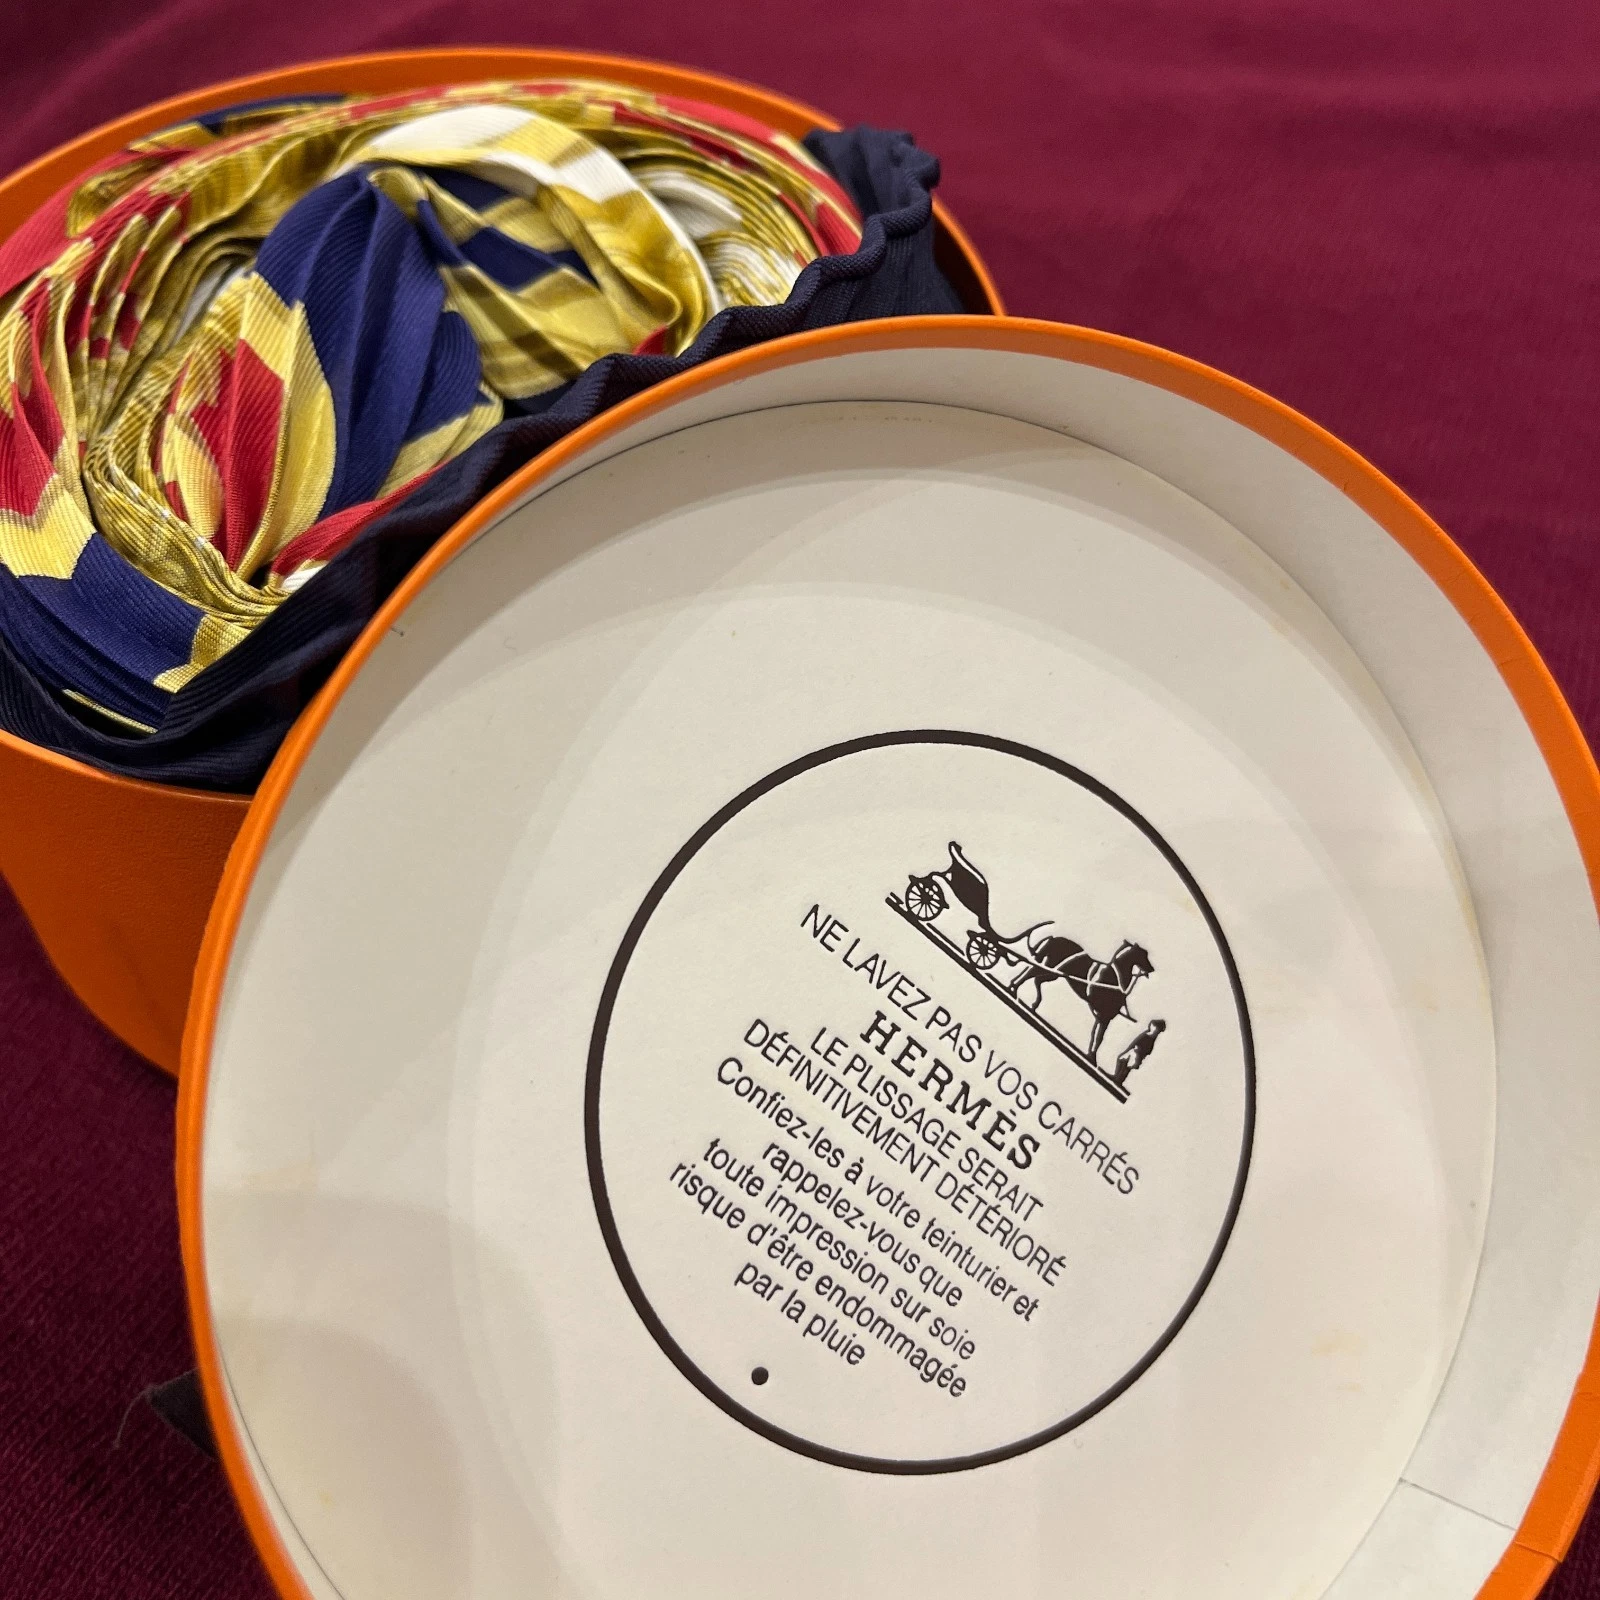 NE LAVEZ PAS VOS CARRÉS
HERMÈS
LE PLISSAGE SERAIT
DÉFINITIVEMENT DÉTÉRIORÉ
Confiez-les à votre teinturier et
rappelez-vous que
toute impression sur soie
risque d'être endommagée
par la pluie